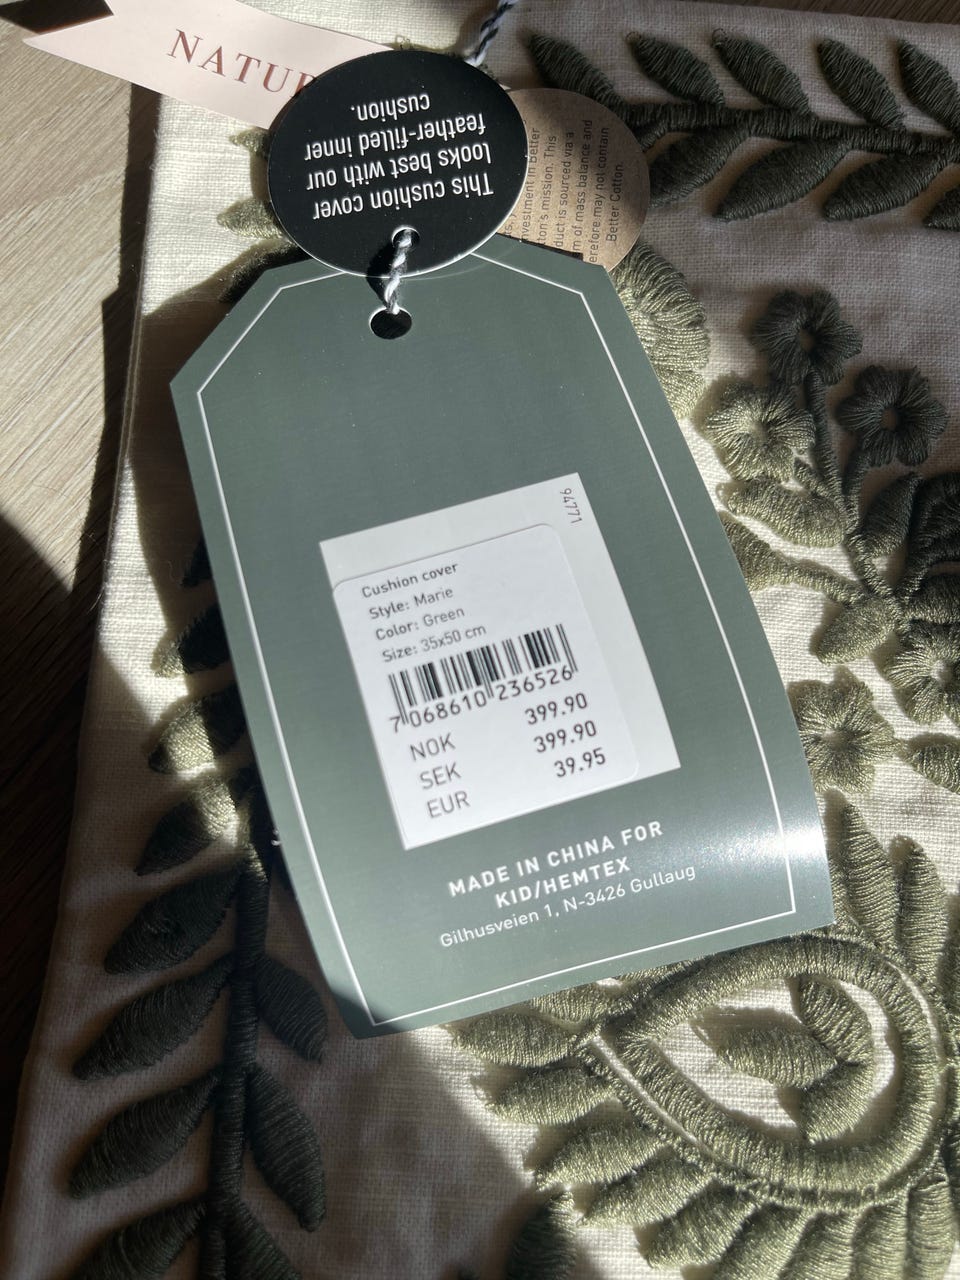 NATUR
This cushion cover
looks best with our
feather-filled inner
cushion.
investment in Better
mission. This
is sourced via a
of mass balance and
may not contain
Better Cotton.
94771
Cushion cover
Style: Marie
Color: Green
Size: 35x50 cm
7 068610 236526
NOK 399.90
SEK 399.90
EUR 39.95
MADE IN CHINA FOR
KID/HEMTEX
Gilhusveien 1, N-3426 Gullaug